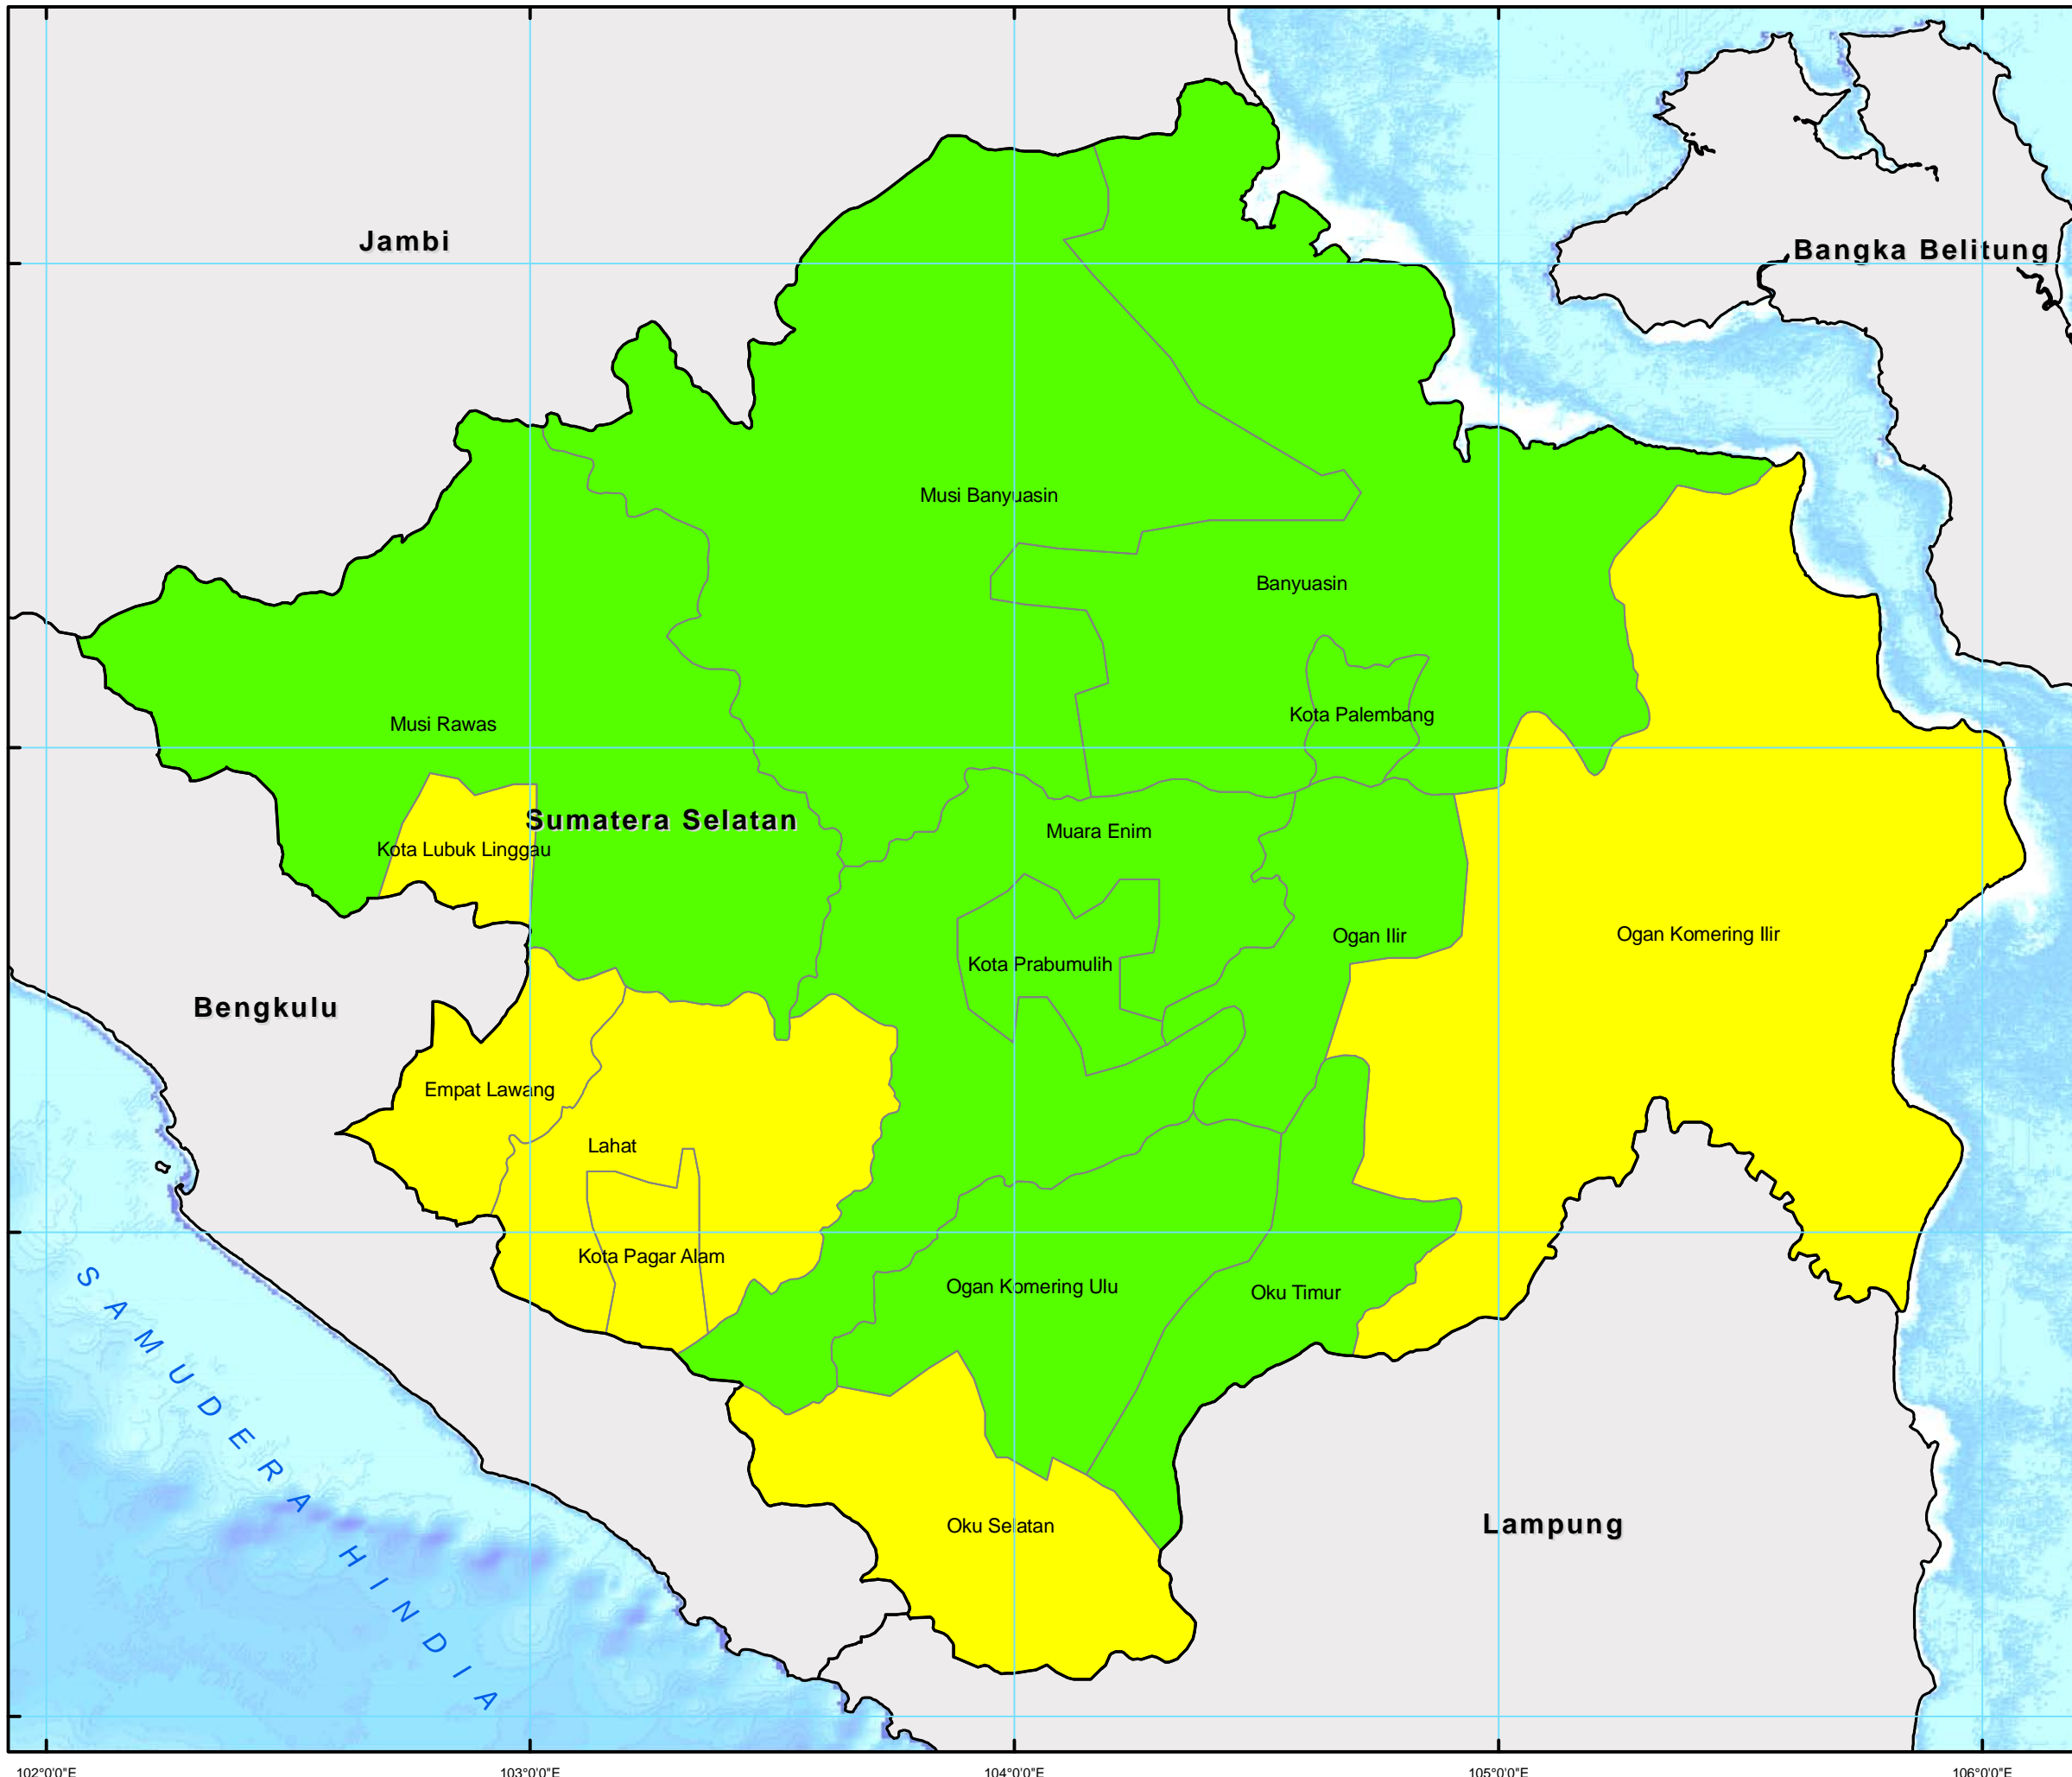 Jambi
Bangka Belitung
Musi Banyuasin
Banyuasin
Kota Palembang
Musi Rawas
Sumatera Selatan
Muara Enim
Kota Lubuk Linggau
Ogan Komering Ilir
Ogan Ilir
Kota Prabumulih
Bengkulu
Empat Lawang
Lahat
Kota Pagar Alam
Ogan Komering Ulu
Oku Timur
SAMUDERA HINDIA
Oku Selatan
Lampung
102°0'0"E 103°0'0"E 104°0'0"E 105°0'0"E 106°0'0"E